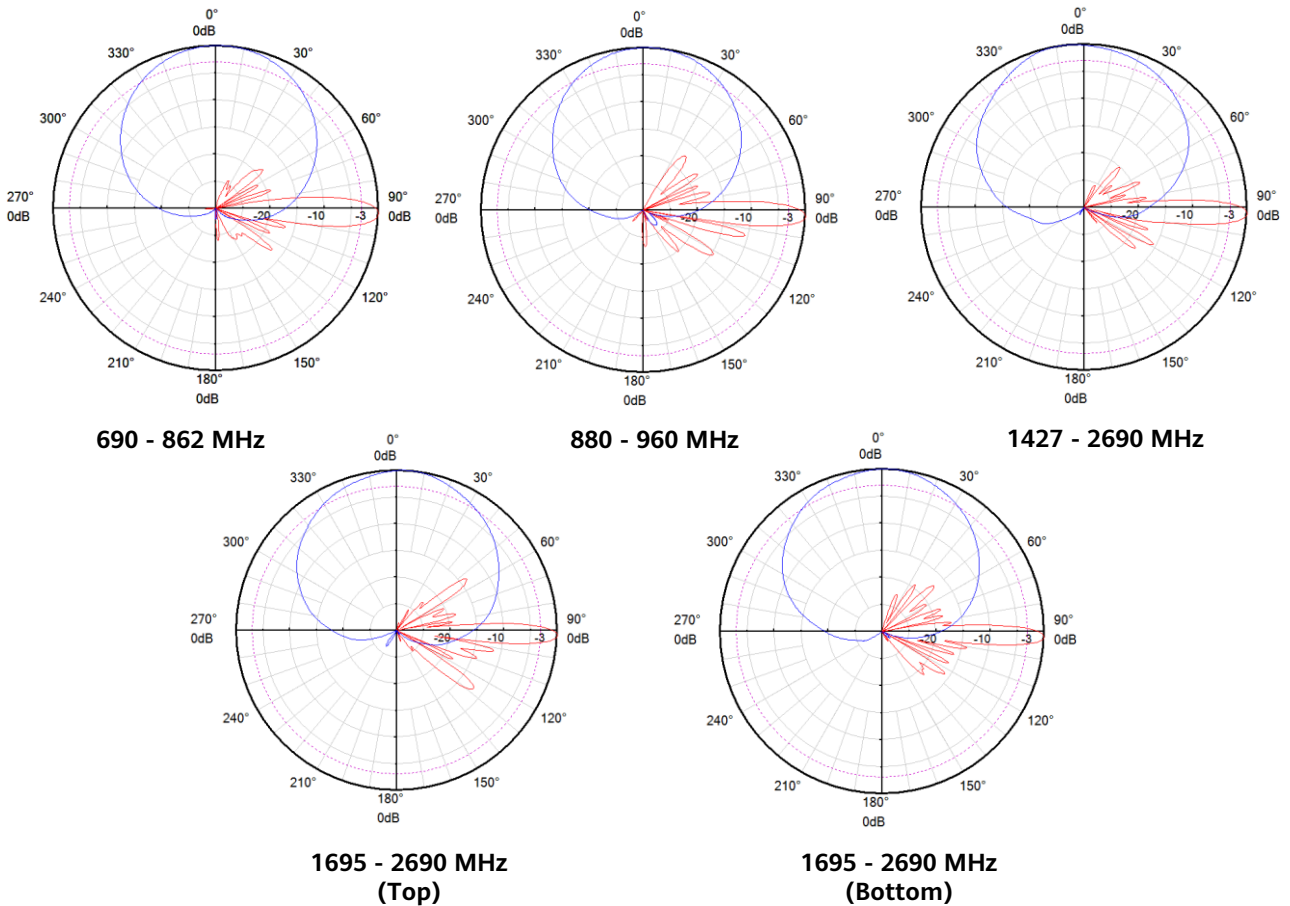 0°
0dB
330°
30°
300°
60°
270°
0dB
-20
-10
-3
90°
0dB
240°
120°
210°
150°
180°
0dB
690 - 862 MHz
0°
0dB
330°
30°
300°
60°
270°
0dB
-20
-10
-3
90°
0dB
240°
120°
210°
150°
180°
0dB
880 - 960 MHz
0°
0dB
330°
30°
300°
60°
270°
0dB
-20
-10
-3
90°
0dB
240°
120°
210°
150°
180°
0dB
1427 - 2690 MHz
0°
0dB
330°
30°
300°
60°
270°
0dB
-20
-10
-3
90°
0dB
240°
120°
210°
150°
180°
0dB
1695 - 2690 MHz
(Top)
0°
0dB
330°
30°
300°
60°
270°
0dB
-20
-10
-3
90°
0dB
240°
120°
210°
150°
180°
0dB
1695 - 2690 MHz
(Bottom)